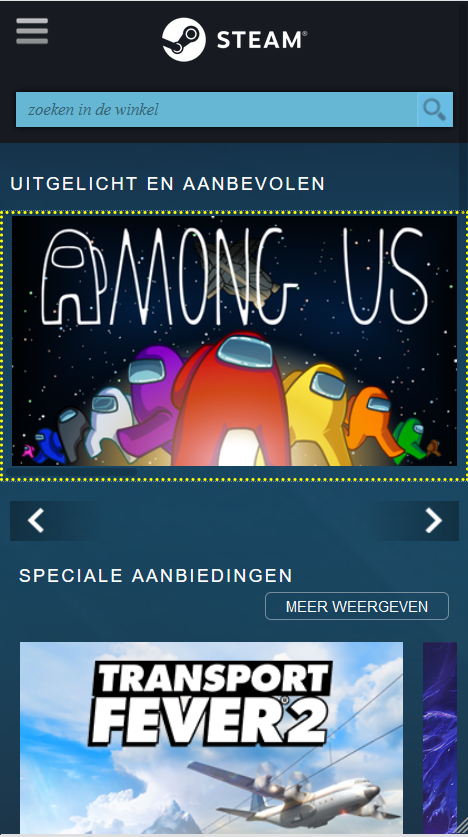 STEAM®
zoeken in de winkel
UITGELICHT EN AANBEVOLEN
AMONG US
SPECIALE AANBIEDINGEN
MEER WEERGEVEN
TRANSPORT
FEVER®2